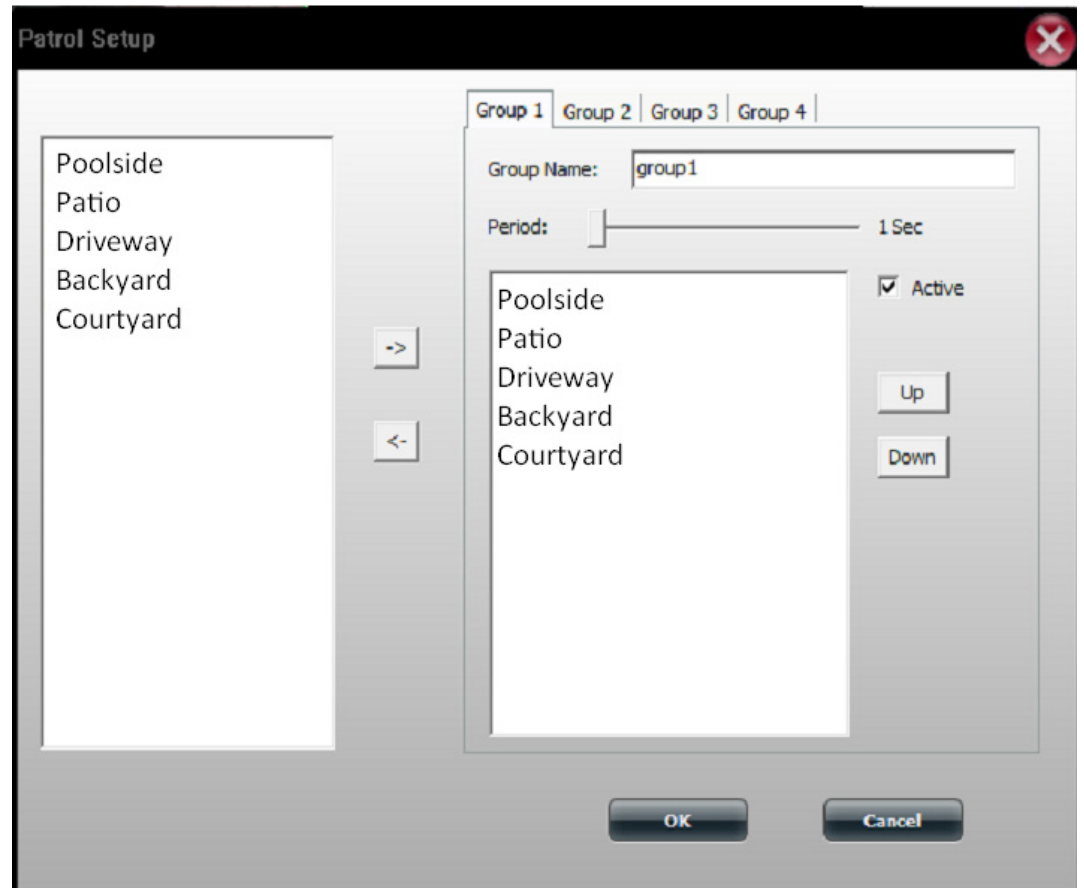 Patrol Setup
Group 1 Group 2 Group 3 Group 4
Poolside
Patio
Driveway
Backyard
Courtyard
->
<-
Group Name: group1
Period: 1 Sec
Poolside
Patio
Driveway
Backyard
Courtyard
Active
Up
Down
OK Cancel